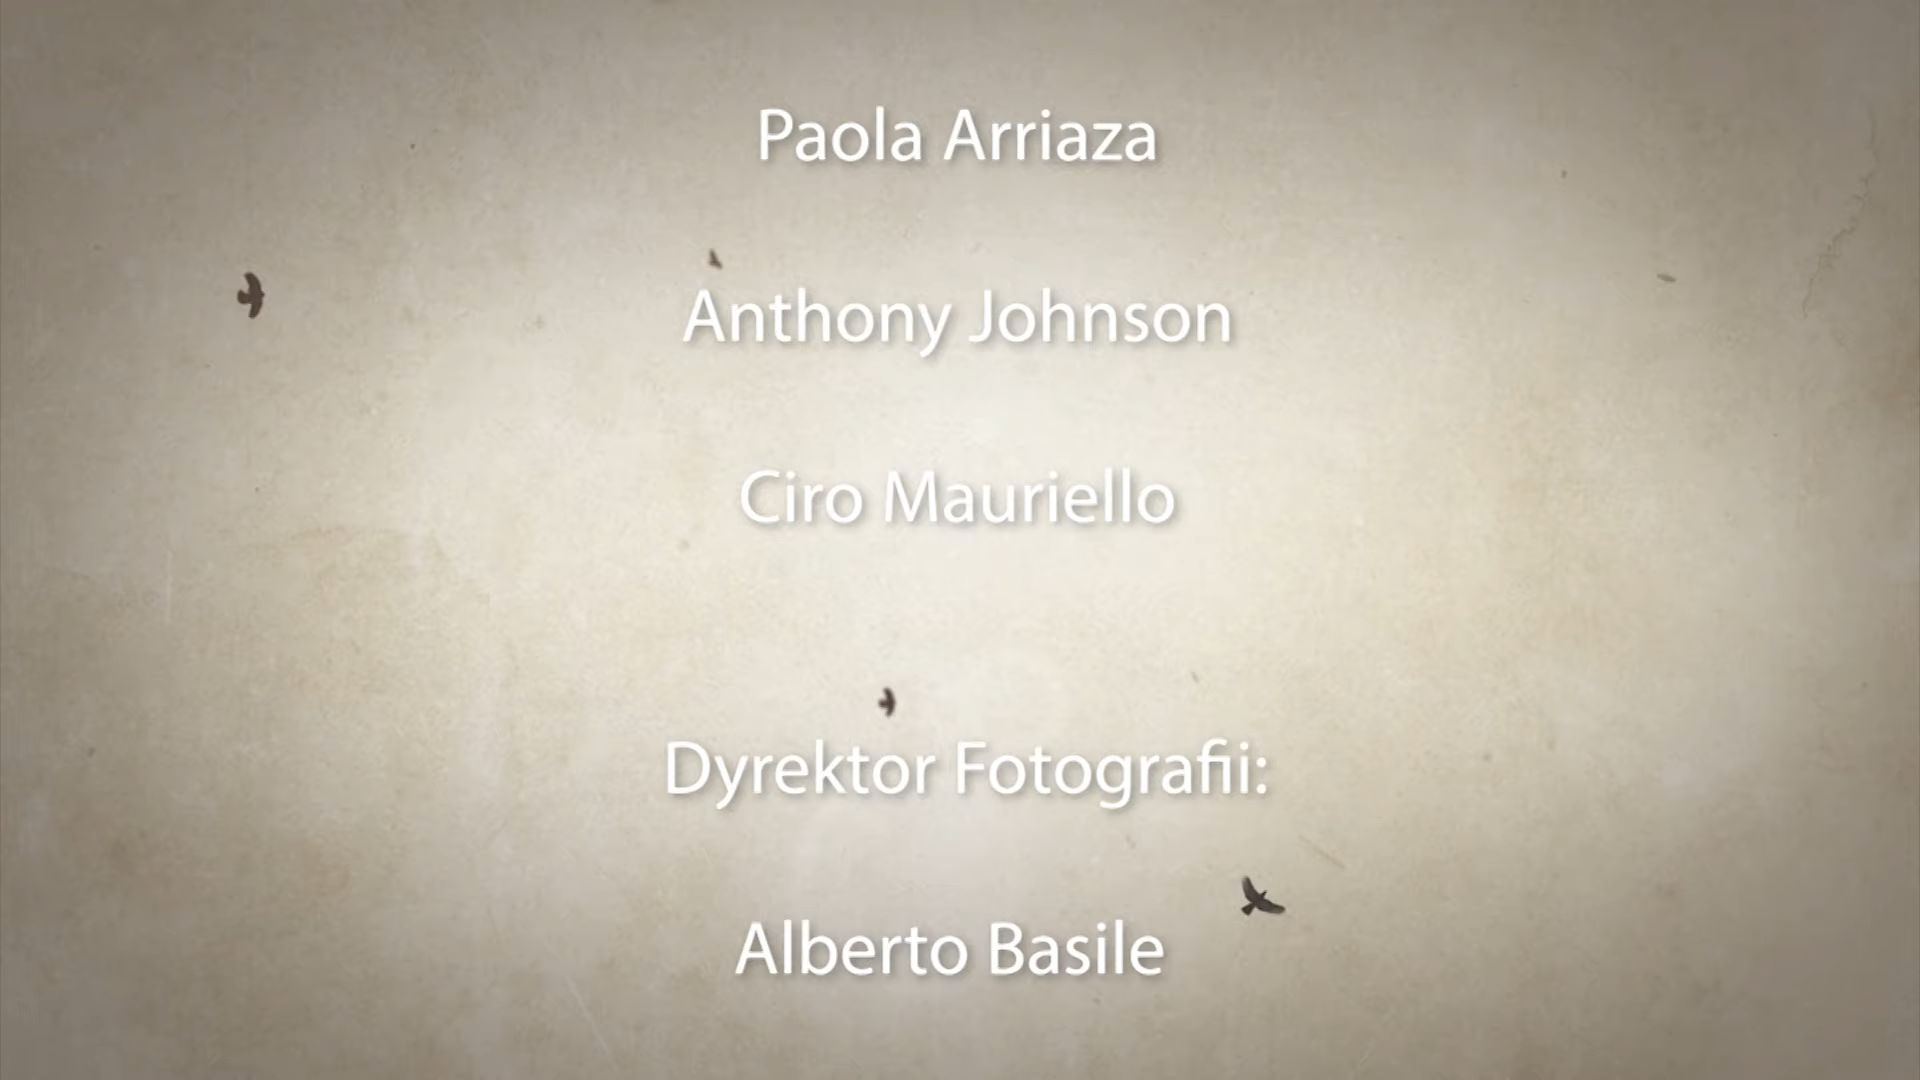 Paola Arriaza
Anthony Johnson
Ciro Mauriello
Dyrektor Fotografii:
Alberto Basile